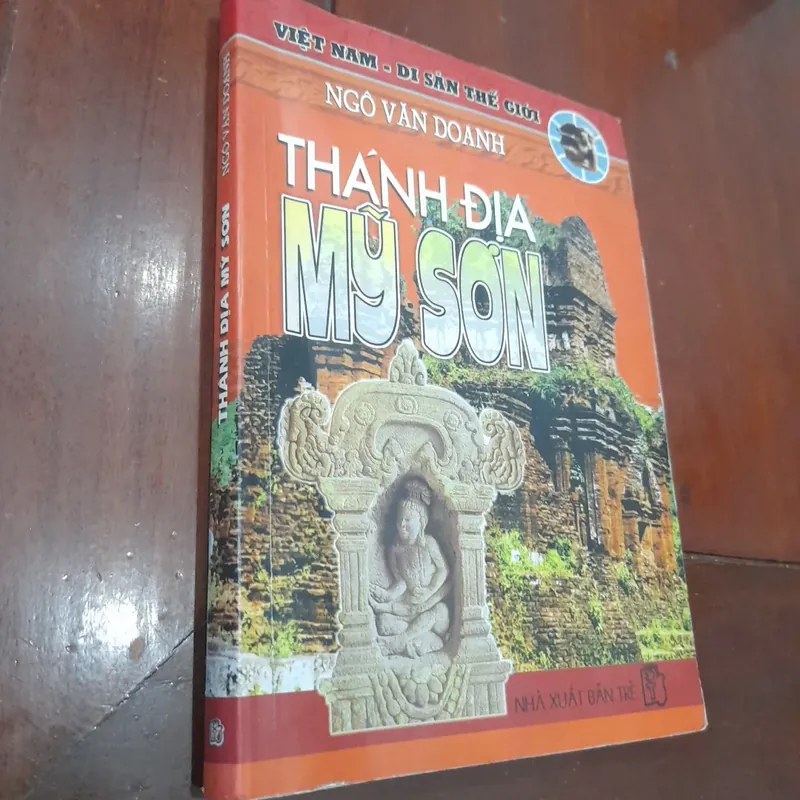 VIỆT NAM - DI SẢN THẾ GIỚI
NGÔ VĂN DOANH
THÁNH ĐỊA
MỸ SƠN
NHÀ XUẤT BẢN TRẺ
THÁNH ĐỊA MỸ SƠN NGÔ VĂN DOANH